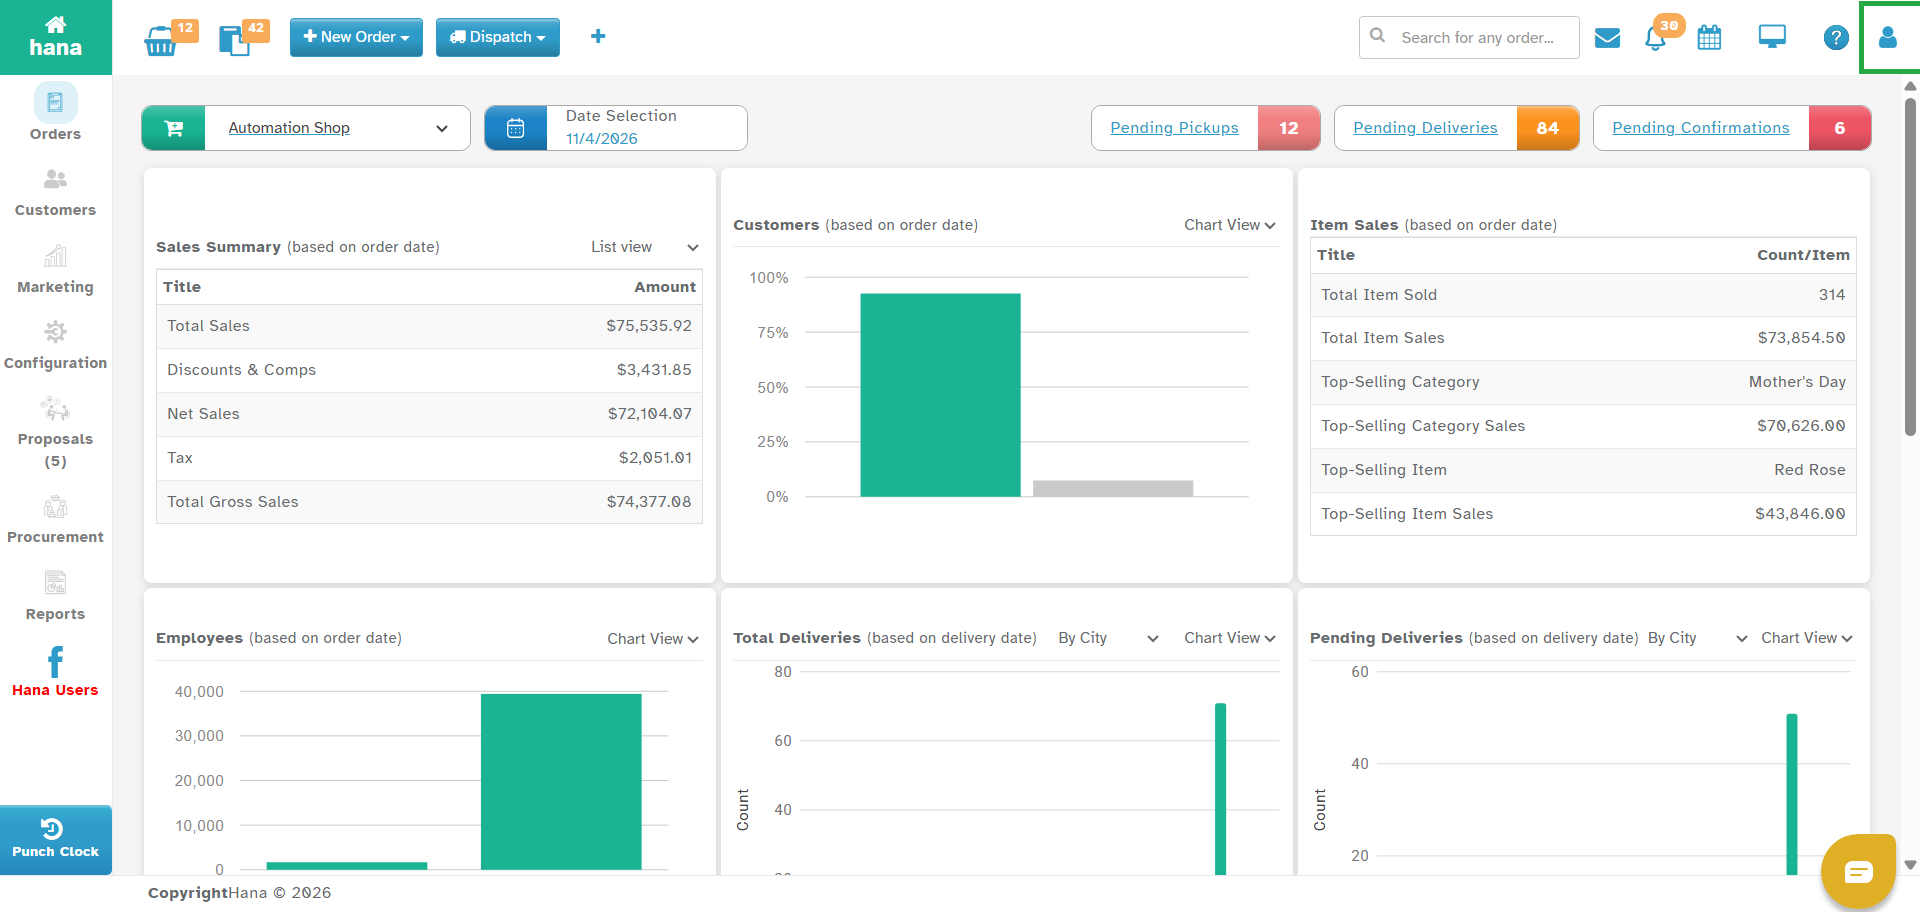 hana
12
42
New Order
Dispatch
Search for any order...
30
?
Orders
Customers
Marketing
Configuration
Proposals
(5)
Procurement
Reports
Hana Users
Punch Clock
Automation Shop
Date Selection
11/4/2026
Pending Pickups 12
Pending Deliveries 84
Pending Confirmations 6
Sales Summary (based on order date) List view
Title Amount
Total Sales $75,535.92
Discounts & Comps $3,431.85
Net Sales $72,104.07
Tax $2,051.01
Total Gross Sales $74,377.08
Customers (based on order date) Chart View
100%
75%
50%
25%
0%
Item Sales (based on order date)
Title Count/Item
Total Item Sold 314
Total Item Sales $73,854.50
Top-Selling Category Mother's Day
Top-Selling Category Sales $70,626.00
Top-Selling Item Red Rose
Top-Selling Item Sales $43,846.00
Employees (based on order date) Chart View
40,000
30,000
20,000
10,000
0
Total Deliveries (based on delivery date) By City Chart View
80
60
40
Count
Pending Deliveries (based on delivery date) By City Chart View
60
40
20
Count
CopyrightHana © 2026